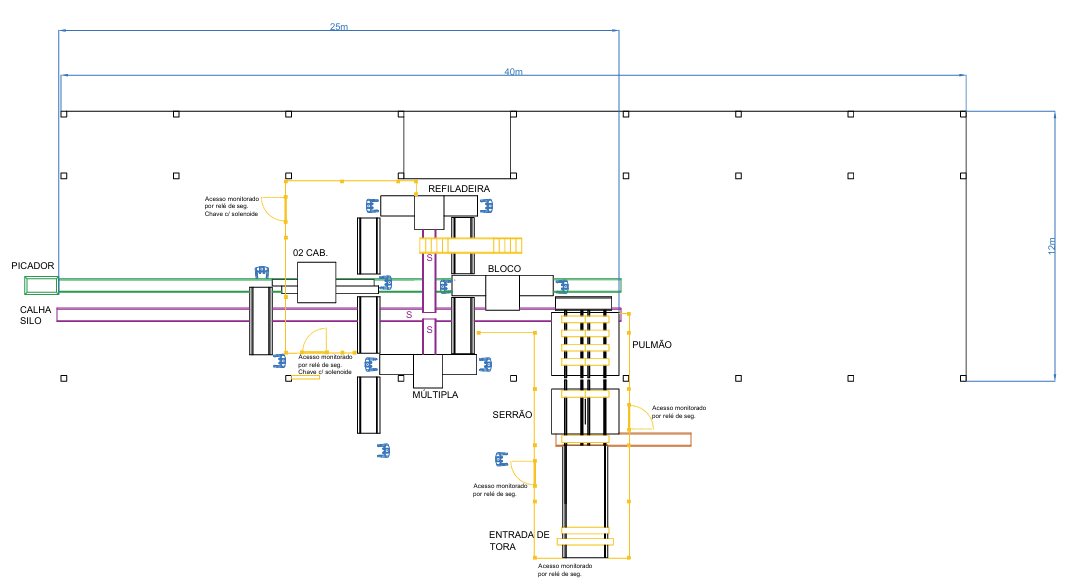 25m
40m
REFILADEIRA
Acesso monitorado
por relé de seg.
Chave c/ solenoide
12m
S
02 CAB.
PICADOR
BLOCO
CALHA
SILO
S
S
PULMÃO
Acesso monitorado
por relé de seg.
Chave c/ solenoide
MÚLTIPLA
SERRÃO
Acesso monitorado
por relé de seg.
Acesso monitorado
por relé de seg.
ENTRADA DE
TORA
Acesso monitorado
por relé de seg.